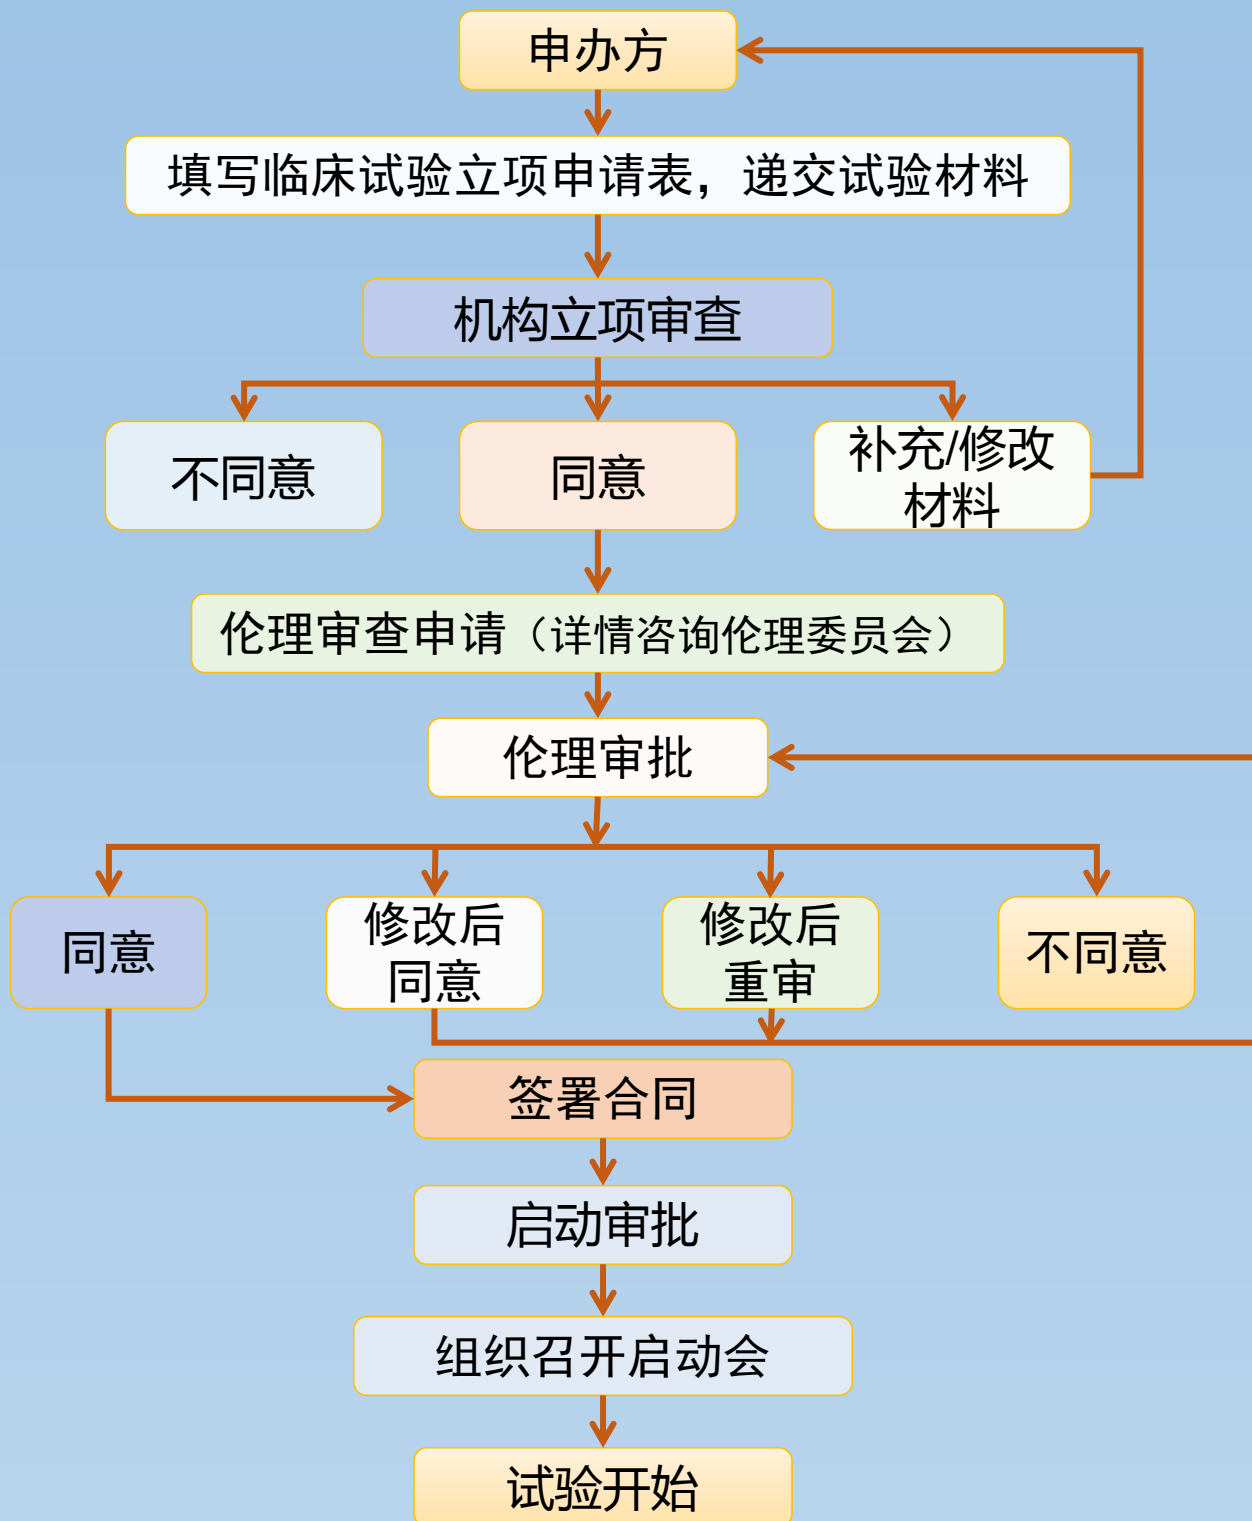 申办方
填写临床试验立项申请表，递交试验材料
机构立项审查
不同意
同意
补充/修改
材料
伦理审查申请（详情咨询伦理委员会）
伦理审批
同意
修改后
同意
修改后
重审
不同意
签署合同
启动审批
组织召开启动会
试验开始